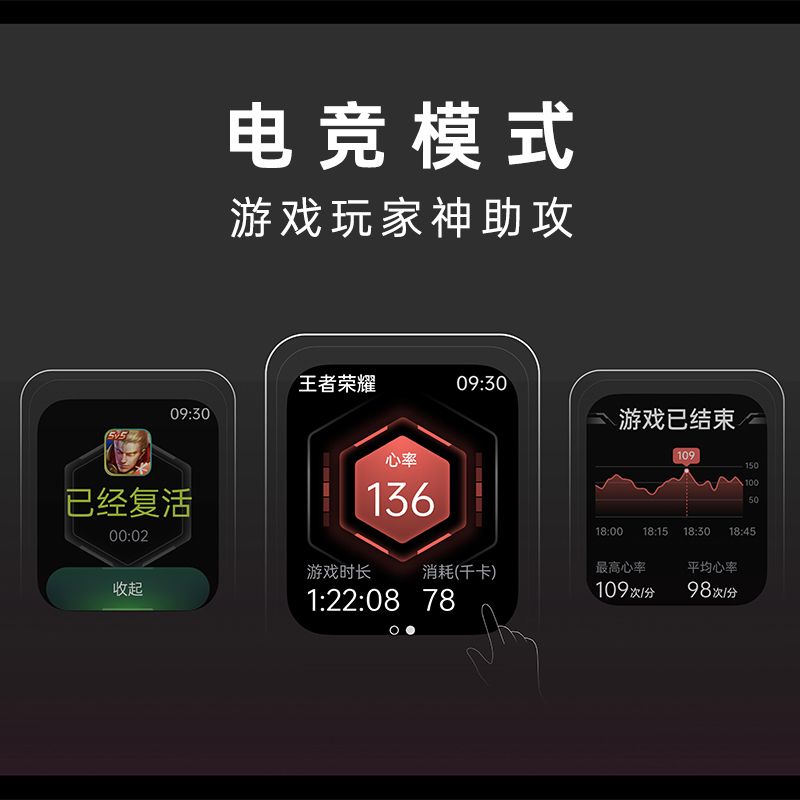 电竞模式
游戏玩家神助攻
09:30
5v5
已经复活
00:02
收起
王者荣耀 09:30
心率
136
游戏时长 消耗(千卡)
1:22:08 78
游戏已结束
109
150
100
50
18:00 18:15 18:30 18:45
最高心率 平均心率
109次/分 98次/分